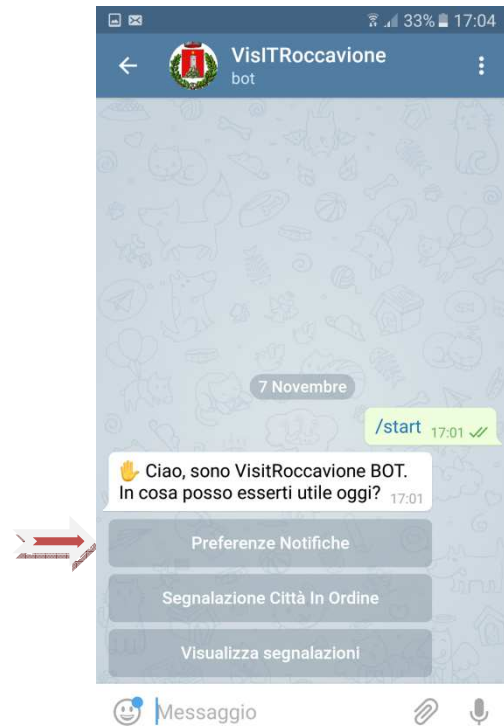 33% 17:04
VisITRoccavione
bot
7 Novembre
/start 17:01
Ciao, sono VisitRoccavione BOT.
In cosa posso esserti utile oggi? 17:01
Preferenze Notifiche
Segnalazione Città In Ordine
Visualizza segnalazioni
Messaggio